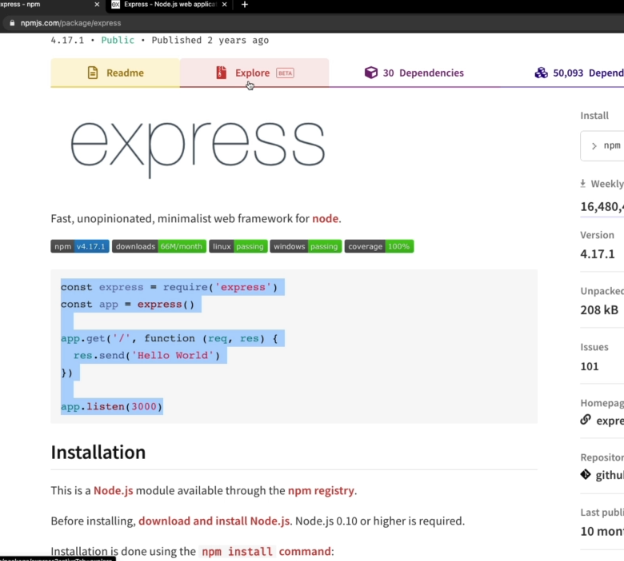 xpress - npm
Express - Node.js web applicat
npmjs.com/package/express
4.17.1 • Public • Published 2 years ago
Readme
Explore BETA
30 Dependencies
50,093 Depend
express
Install
> npm
Weekly
Fast, unopinionated, minimalist web framework for node.
16,480,4
npm v4.17.1 downloads 66M/month linux passing windows passing coverage 100%
Version
4.17.1
const express = require('express')
const app = express()
app.get('/', function (req, res) {
res.send('Hello World')
})
app.listen(3000)
Unpacked
208 kB
Issues
101
Homepag
expre
Installation
Repositor
githu
This is a Node.js module available through the npm registry.
Before installing, download and install Node.js. Node.js 0.10 or higher is required.
Last publi
10 mon
Installation is done using the npm install command: